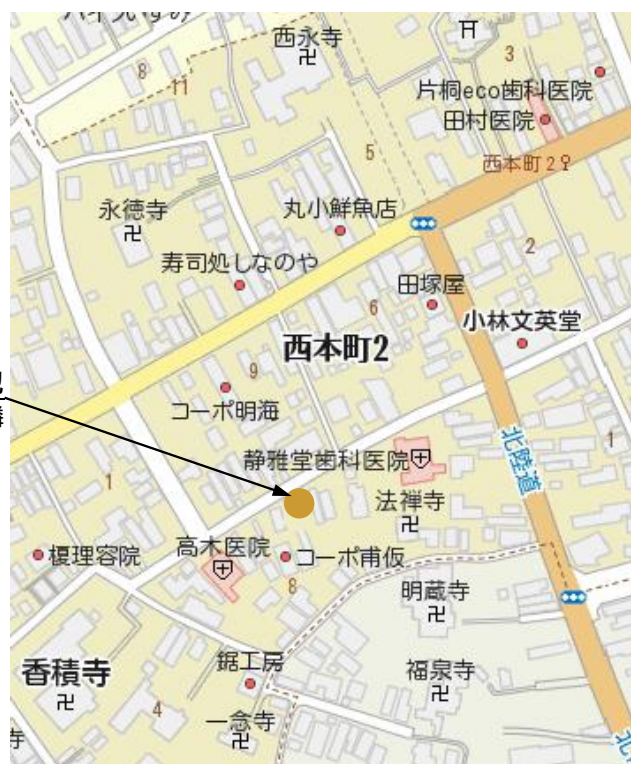 西永寺
8
11
3
片桐eco歯科医院
田村医院
5
西本町2
永徳寺
丸小鮮魚店
2
寿司処しなのや
田塚屋
6
小林文英堂
西本町2
9
コーポ明海
1
静雅堂歯科医院
北陸道
1
法禅寺
高木医院
榎理容院
コーポ甫仮
8
明蔵寺
香積寺
鋸工房
福泉寺
4
一念寺
寺